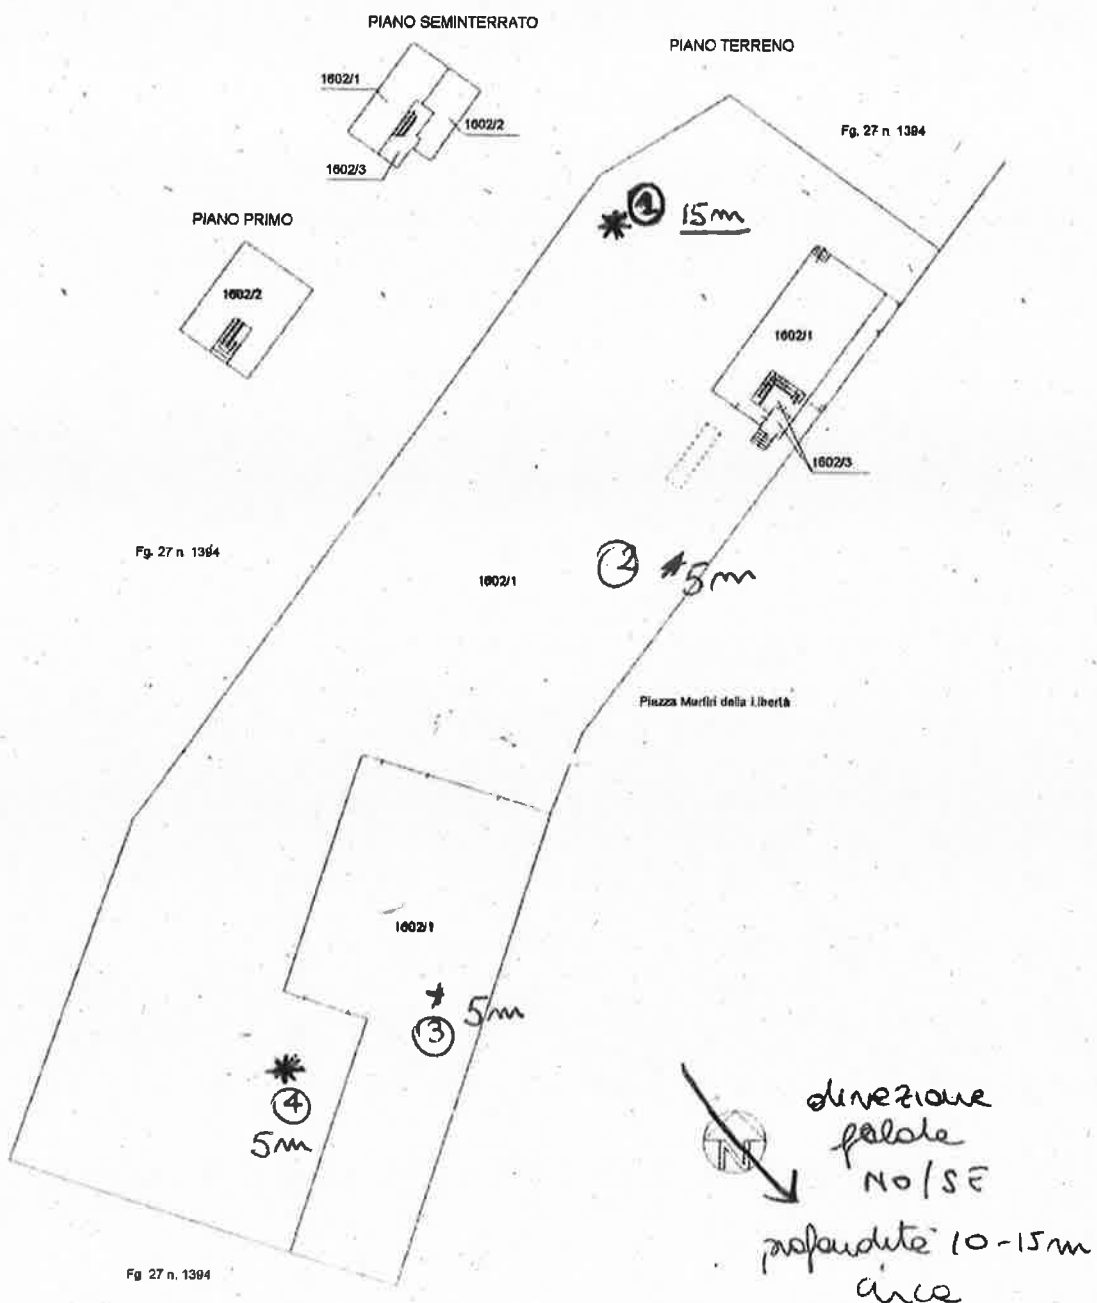 PIANO SEMINTERRATO
PIANO TERRENO
1602/1
1602/2
1602/3
Fg. 27 n. 1394
1 15m
PIANO PRIMO
1602/2
1602/1
1602/3
Fg. 27 n. 1394
1602/1
2 5m
Piazza Martiri della Libertà
1602/1
3 5m
4
5m
N
direzione
falda
NO/SE
profondità 10-15m
circa
Fg. 27 n. 1394